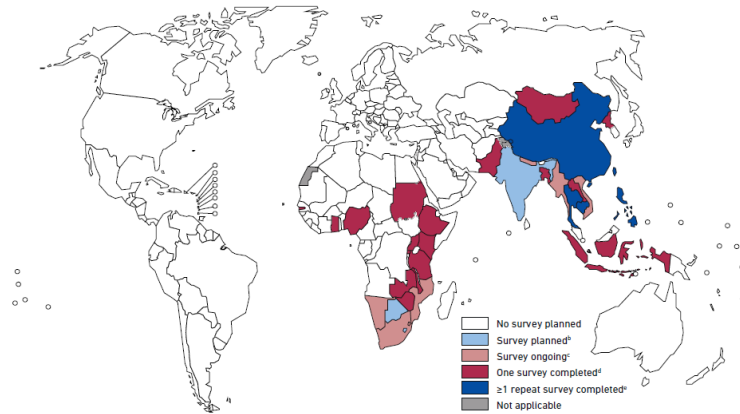 No survey planned
Survey plannedᵇ
Survey ongoingᶜ
One survey completedᵈ
≥1 repeat survey completedᵉ
Not applicable